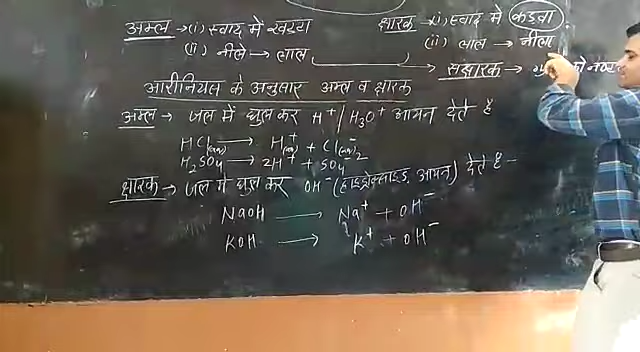 अम्ल → (i) स्वाद में खट्टा क्षारक → (i) स्वाद में कड़वा
(ii) नीले → लाल (ii) लाल → नीला
संक्षारक →
आरीनियस के अनुसार अम्ल व क्षारक
अम्ल → जल में घुल कर H⁺/H₃O⁺ आयन देते है
HCl(aq) → H⁺(aq) + Cl⁻(aq)
H₂SO₄ → 2H⁺ + SO₄⁻²
क्षारक → जल में घुल कर OH⁻ (हाइड्रोक्साइड आयन) देते है -
NaOH → Na⁺ + OH⁻
KOH → K⁺ + OH⁻